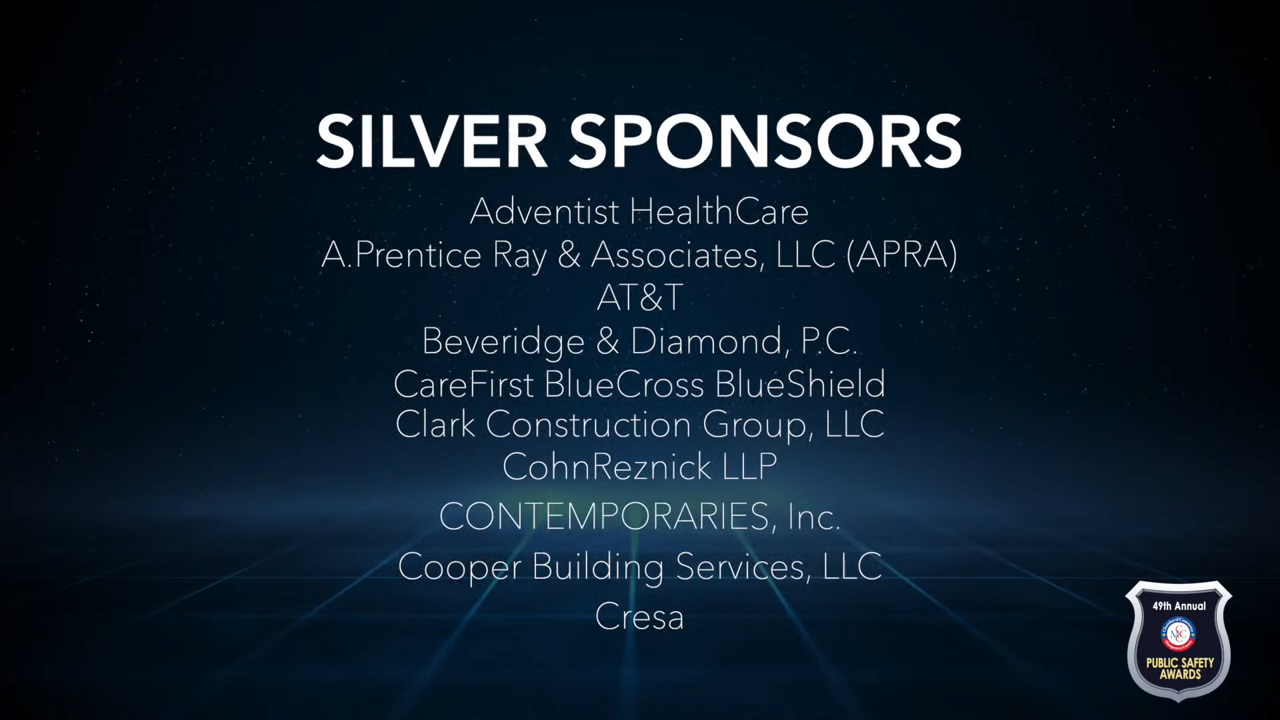 SILVER SPONSORS
Adventist HealthCare
A.Prentice Ray & Associates, LLC (APRA)
AT&T
Beveridge & Diamond, P.C.
CareFirst BlueCross BlueShield
Clark Construction Group, LLC
CohnReznick LLP
CONTEMPORARIES, Inc.
Cooper Building Services, LLC
Cresa
49th Annual
PUBLIC SAFETY
AWARDS